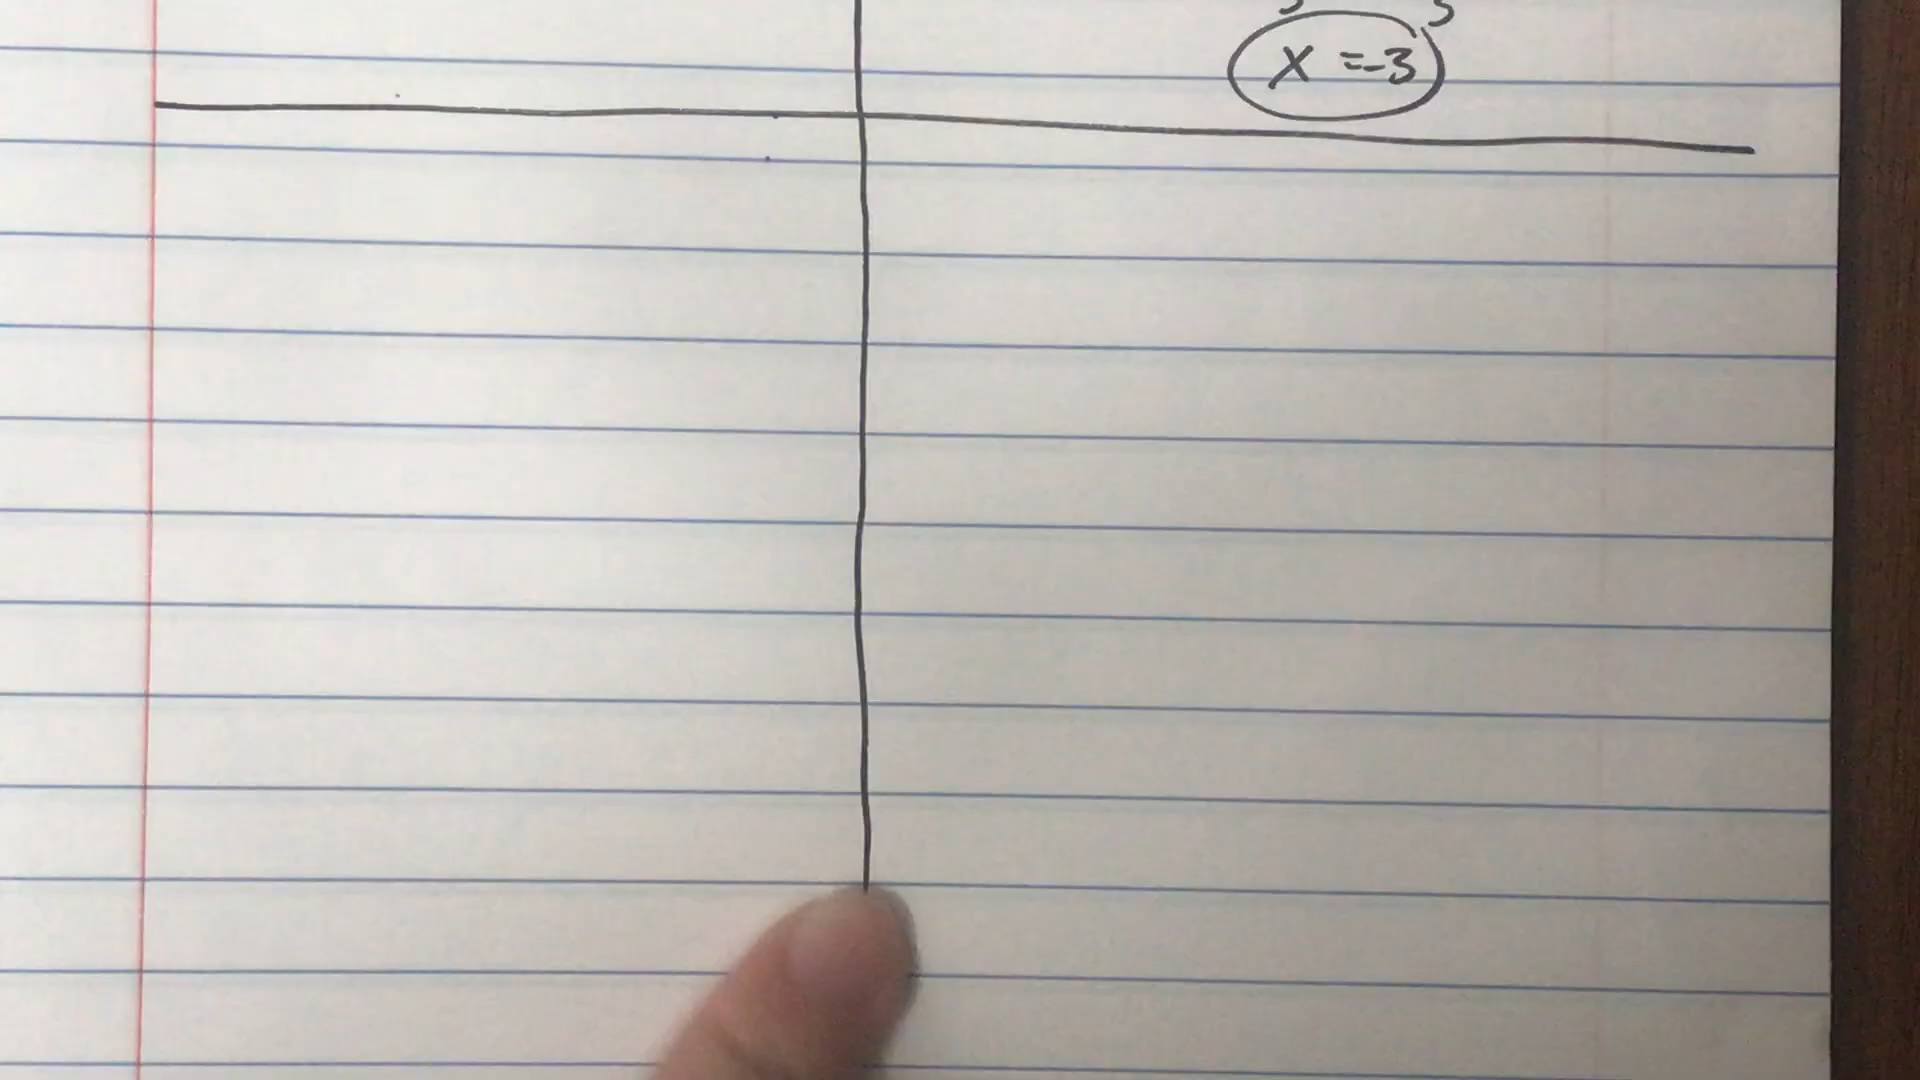 x = -3